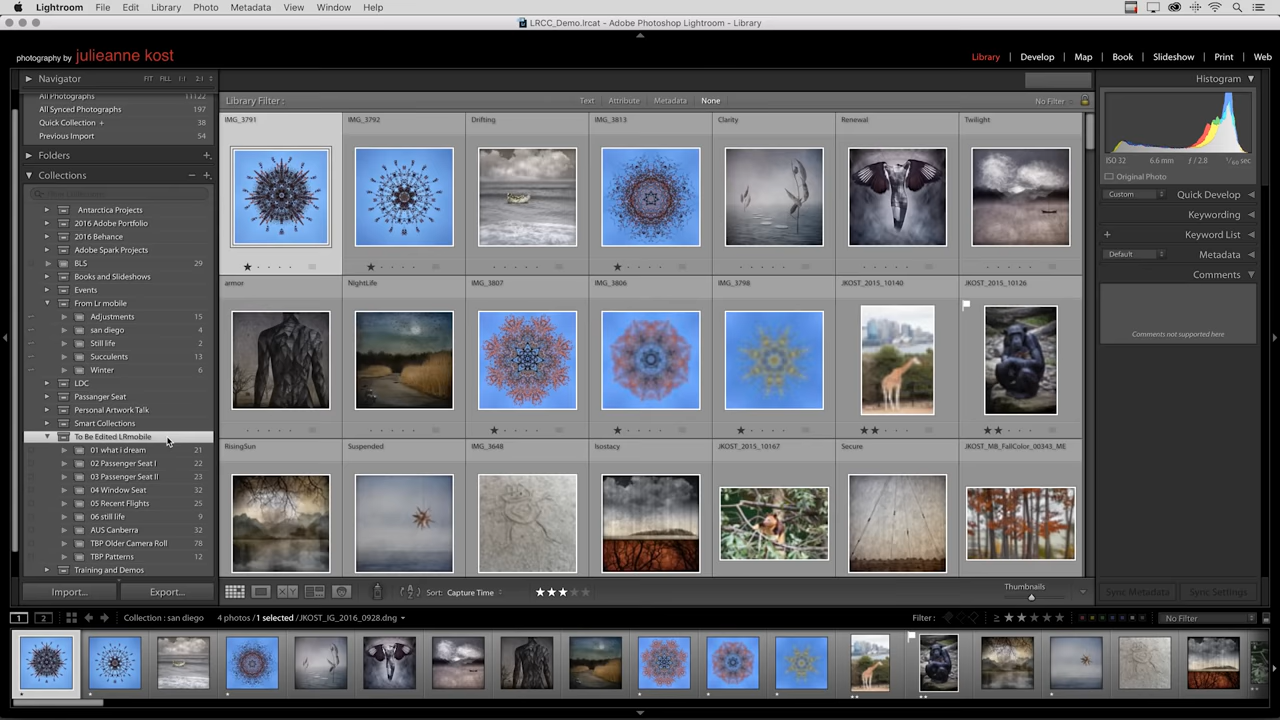 Lightroom File Edit Library Photo Metadata View Window Help
LRCC_Demo.lrcat - Adobe Photoshop Lightroom - Library
photography by julieanne kost
Library Develop Map Book Slideshow Print Web
Navigator FIT FILL 1:1 2:1
All Photographs 11122
All Synced Photographs 197
Quick Collection + 38
Previous Import 54
Folders +
Collections − +
Antarctica Projects
2016 Adobe Portfolio
2016 Behance
Adobe Spark Projects
BLS 29
Books and Slideshows
Events
From Lr mobile
Adjustments 15
san diego 4
Still life 2
Succulents 13
Winter 6
LDC
Passanger Seat
Personal Artwork Talk
Smart Collections
To Be Edited LRmobile
01 what i dream 21
02 Passenger Seat I 22
03 Passenger Seat II 23
04 Window Seat 32
05 Recent Flights 25
06 still life 9
AUS Canberra 32
TBP Older Camera Roll 78
TBP Patterns 12
Training and Demos
Import... Export...
Library Filter : Text Attribute Metadata None No Filter
IMG_3791 IMG_3792 Drifting IMG_3813 Clarity Renewal Twilight
armor NightLife IMG_3807 IMG_3806 IMG_3798 JKOST_2015_10140 JKOST_2015_10126
RisingSun Suspended IMG_3648 Isostacy JKOST_2015_10167 Secure JKOST_MB_FallColor_00343_ME
Sort: Capture Time Thumbnails
Histogram
ISO 32 6.6 mm ƒ / 2.8 1/60 sec
Original Photo
Custom Quick Develop
Keywording
+ Keyword List
Default Metadata
Comments
Comments not supported here
Sync Metadata Sync Settings
1 2 Collection : san diego 4 photos / 1 selected / JKOST_IG_2016_0928.dng Filter : No Filter